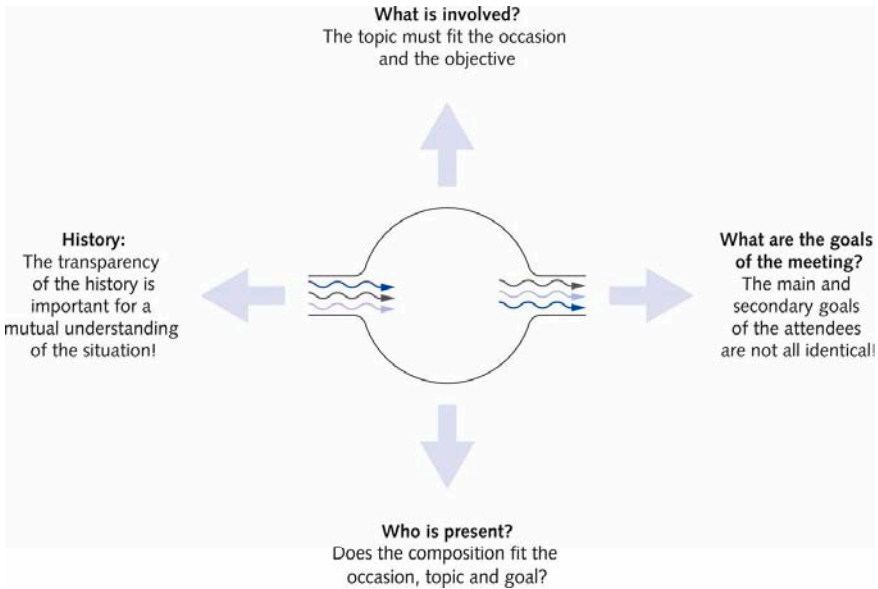 What is involved?
The topic must fit the occasion
and the objective
History:
The transparency
of the history is
important for a
mutual understanding
of the situation!
What are the goals
of the meeting?
The main and
secondary goals
of the attendees
are not all identical!
Who is present?
Does the composition fit the
occasion, topic and goal?